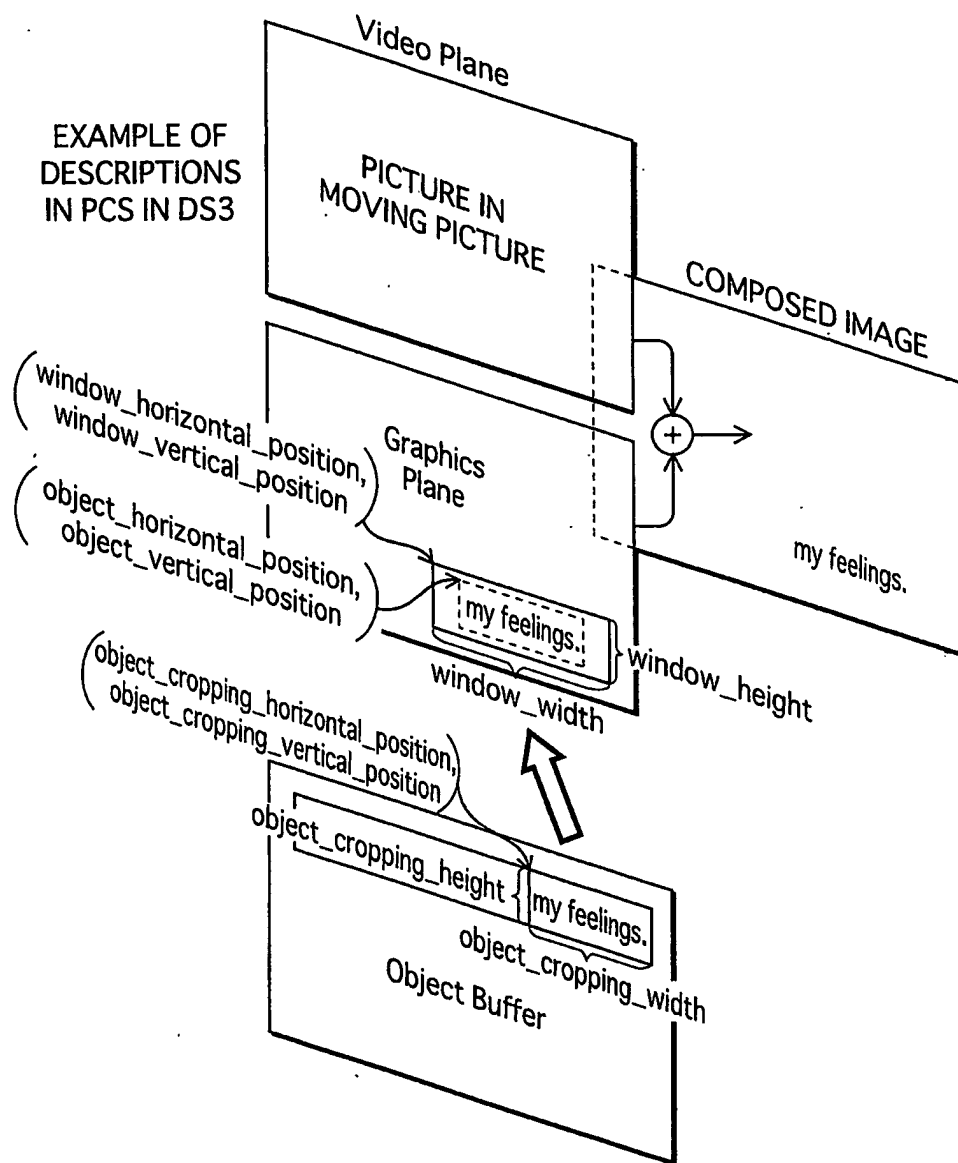 Video Plane
EXAMPLE OF
DESCRIPTIONS
IN PCS IN DS3
PICTURE IN
MOVING PICTURE
COMPOSED IMAGE
(window_horizontal_position,
window_vertical_position)
Graphics
Plane
(object_horizontal_position,
object_vertical_position)
my feelings.
my feelings.
window_height
window_width
(object_cropping_horizontal_position,
object_cropping_vertical_position)
object_cropping_height
my feelings.
object_cropping_width
Object Buffer